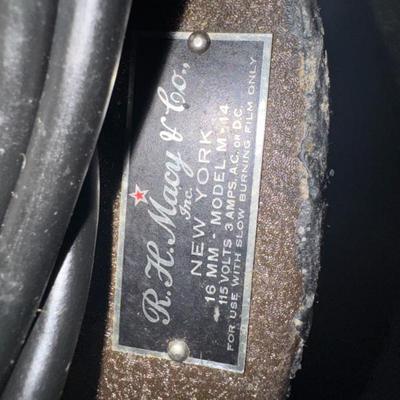 R.H. Macy & Co.,
Inc.
NEW YORK
16 MM - MODEL M-14
115 VOLTS 3 AMPS. A.C. OR D.C.
FOR USE WITH SLOW BURNING FILM ONLY